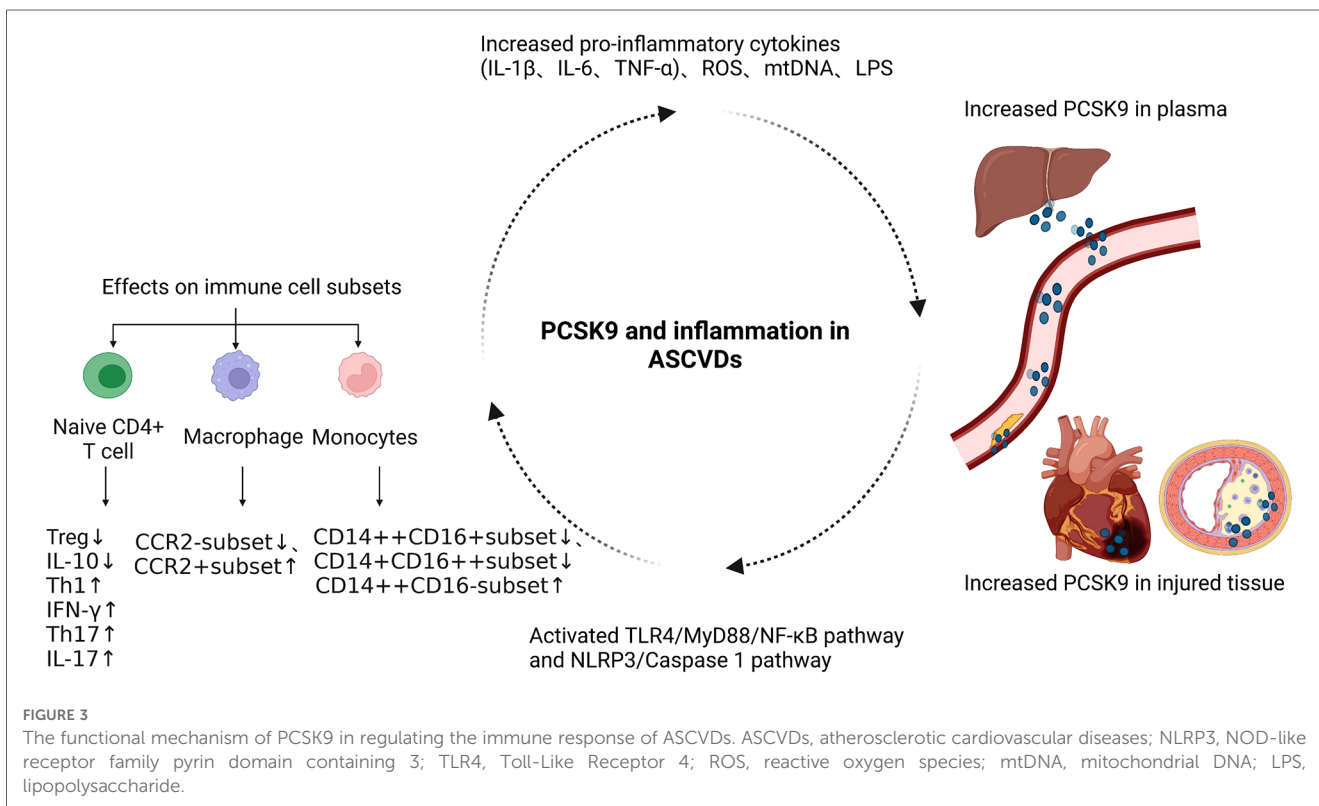 Increased pro-inflammatory cytokines
(IL-1β、IL-6、TNF-α)、ROS、mtDNA、LPS
Increased PCSK9 in plasma
Effects on immune cell subsets
PCSK9 and inflammation in
ASCVDs
Naive CD4+
T cell
Macrophage
Monocytes
Treg↓
IL-10↓
Th1↑
IFN-γ↑
Th17↑
IL-17↑
CCR2-subset↓、
CCR2+subset↑
CD14++CD16+subset↓、
CD14+CD16++subset↓
CD14++CD16-subset↑
Increased PCSK9 in injured tissue
Activated TLR4/MyD88/NF-κB pathway
and NLRP3/Caspase 1 pathway
FIGURE 3
The functional mechanism of PCSK9 in regulating the immune response of ASCVDs. ASCVDs, atherosclerotic cardiovascular diseases; NLRP3, NOD-like
receptor family pyrin domain containing 3; TLR4, Toll-Like Receptor 4; ROS, reactive oxygen species; mtDNA, mitochondrial DNA; LPS,
lipopolysaccharide.